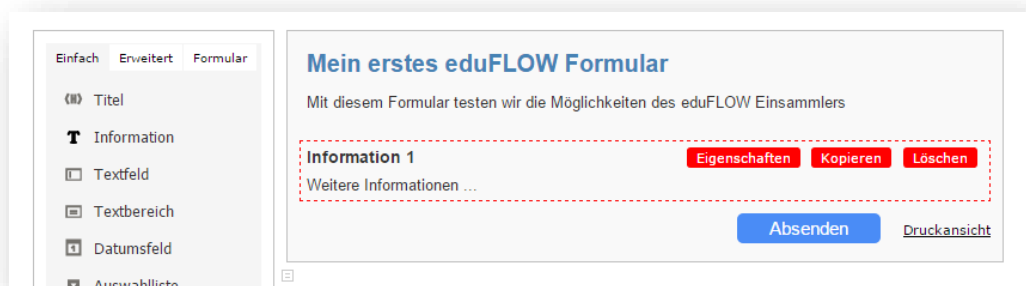 Einfach Erweitert Formular
Titel
Information
Textfeld
Textbereich
Datumsfeld
Auswahlliste
Mein erstes eduFLOW Formular
Mit diesem Formular testen wir die Möglichkeiten des eduFLOW Einsammlers
Information 1 Eigenschaften Kopieren Löschen
Weitere Informationen ...
Absenden Druckansicht